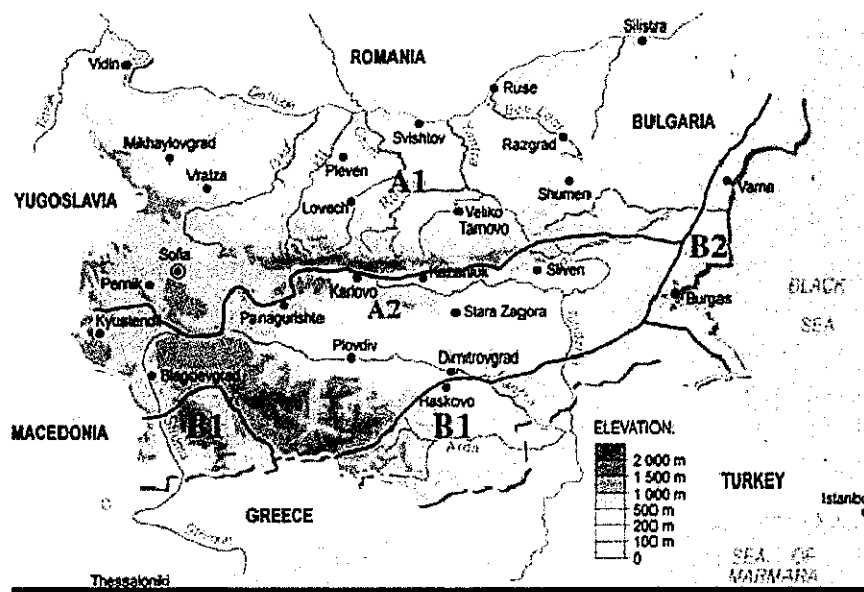 Silistra
ROMANIA
Vidin
Ruse
Svishtov
BULGARIA
Razgrad
Mikhaylovgrad
Pleven
Vratza
A1
Shumen
Varna
YUGOSLAVIA
Lovech
Veliko
Tarnovo
Sofia
B2
Sliven
Pernik
Karlovo
Kazanluk
BLACK
SEA
Burgas
Panagurishte
A2
Stara Zagora
Kyustendil
Plovdiv
Dimitrovgrad
Blagoevgrad
Haskovo
MACEDONIA
B1
B1
Arda
ELEVATION:
2 000 m
1 500 m
1 000 m
500 m
200 m
100 m
0
TURKEY
GREECE
SEA OF
MARMARA
Thessaloniki